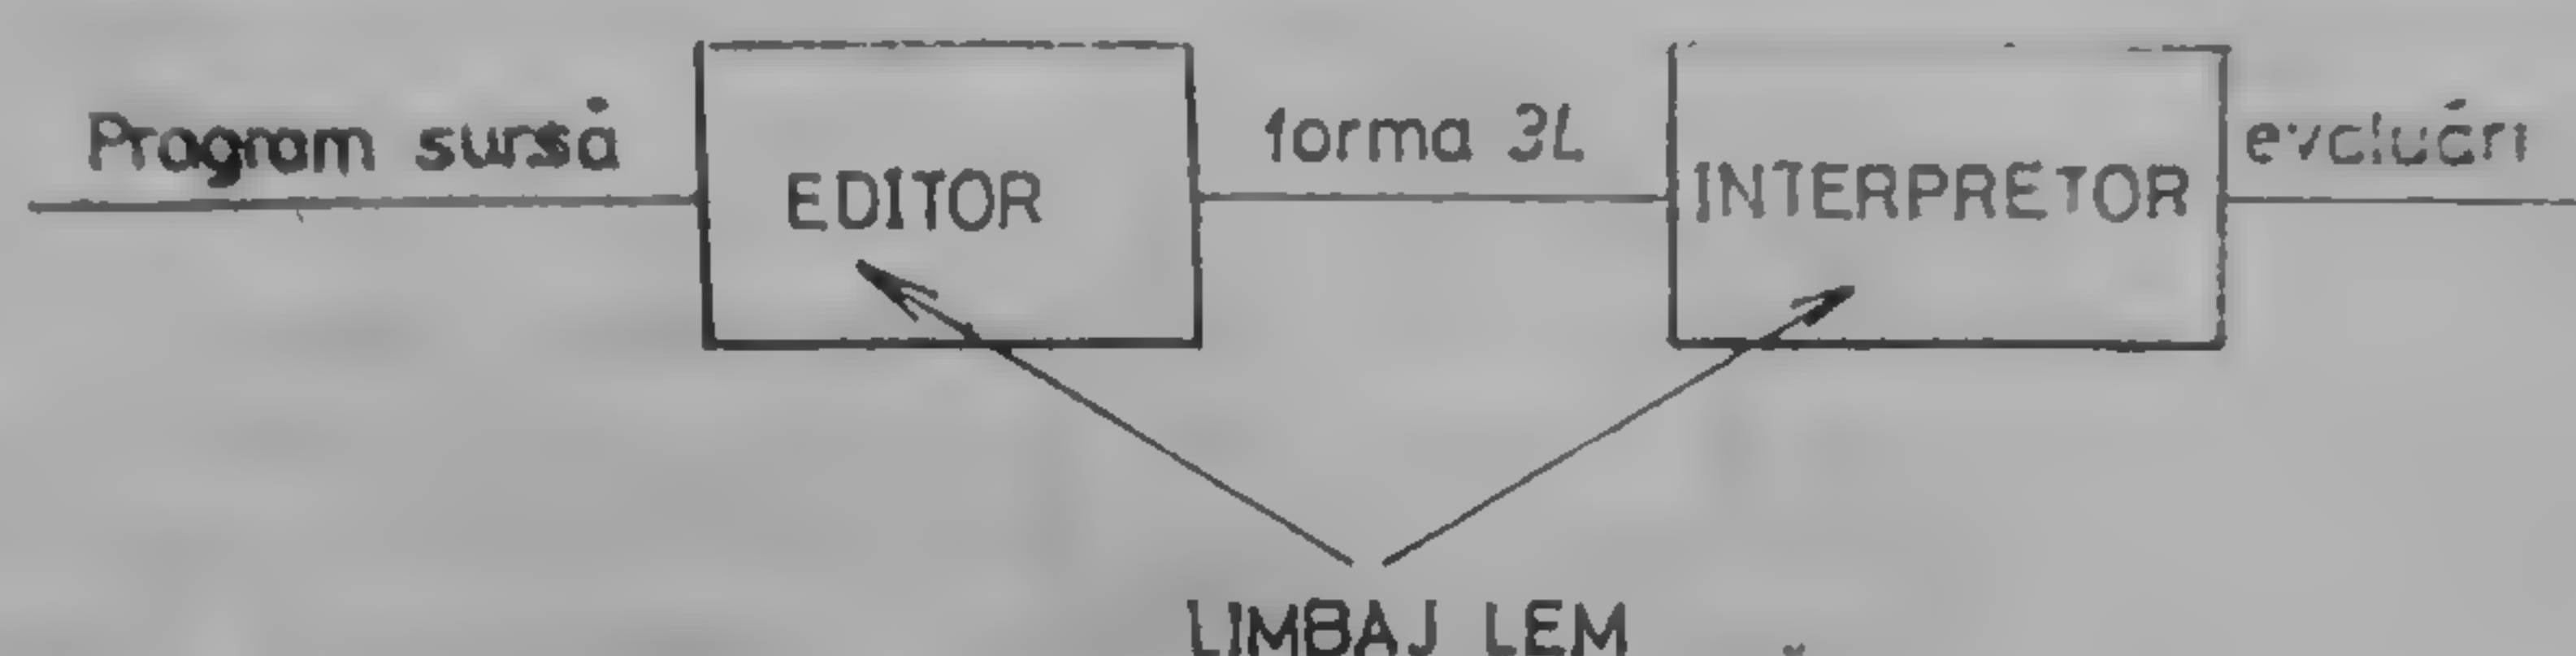 Program sursă
EDITOR
forma 3L
INTERPRETOR
evaluări
LIMBAJ LEM